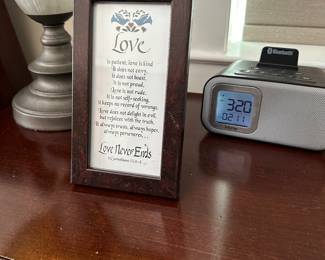 Love
is patient, love is kind
It does not envy,
It does not boast,
It is not proud.
Love is not rude,
It is not self-seeking,
It keeps no record of wrongs,
Love does not delight in evil,
but rejoices with the truth.
It always trusts, always hopes,
always perseveres...
Love Never Ends
Bluetooth
3:20
02 11